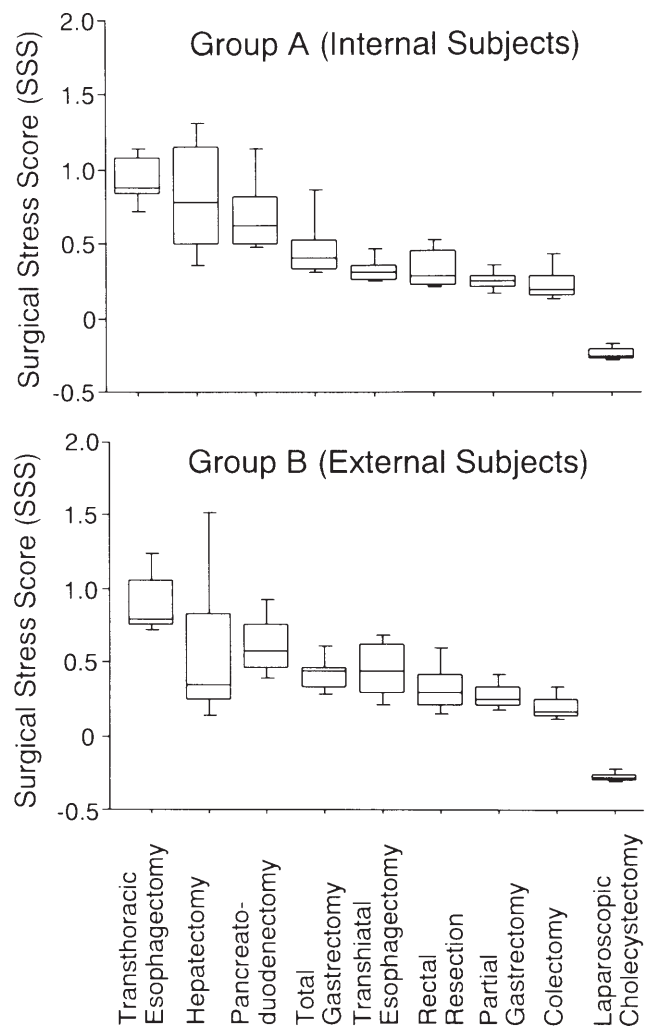 Group A (Internal Subjects)
Surgical Stress Score (SSS)
2.0
1.5
1.0
0.5
0
-0.5
Group B (External Subjects)
Surgical Stress Score (SSS)
2.0
1.5
1.0
0.5
0
-0.5
Transthoracic
Esophagectomy
Hepatectomy
Pancreato-
duodenectomy
Total
Gastrectomy
Transhiatal
Esophagectomy
Rectal
Resection
Partial
Gastrectomy
Colectomy
Laparoscopic
Cholecystectomy